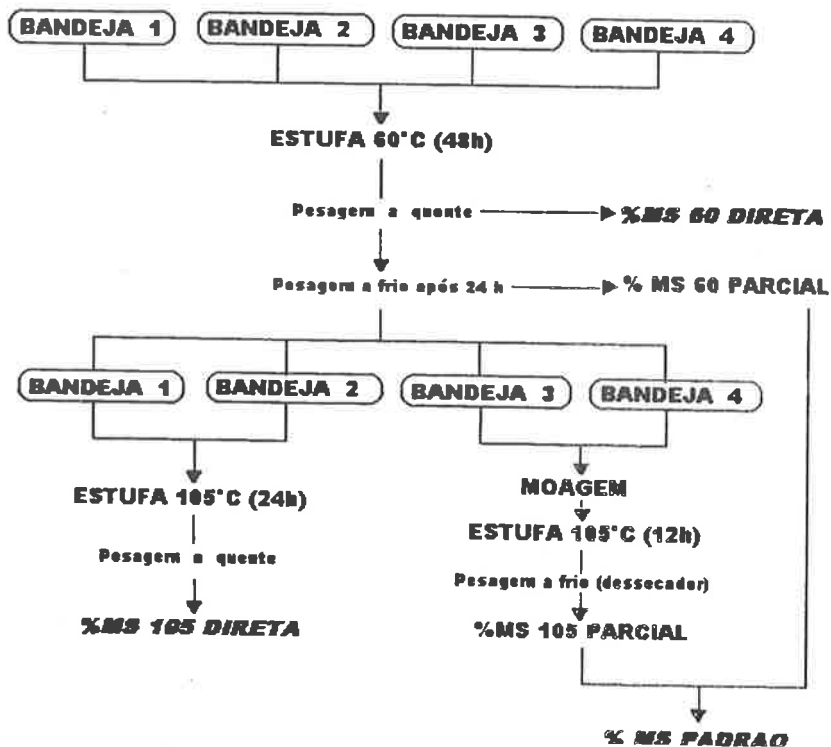 BANDEJA 1 BANDEJA 2 BANDEJA 3 BANDEJA 4
ESTUFA 60°C (48h)
Pesagem a quente %MS 60 DIRETA
Pesagem a frio após 24 h % MS 60 PARCIAL
BANDEJA 1 BANDEJA 2 BANDEJA 3 BANDEJA 4
ESTUFA 105°C (24h) MOAGEM
ESTUFA 105°C (12h)
Pesagem a quente
Pesagem a frio (dessecador)
%MS 105 DIRETA %MS 105 PARCIAL
% MS PADRAO